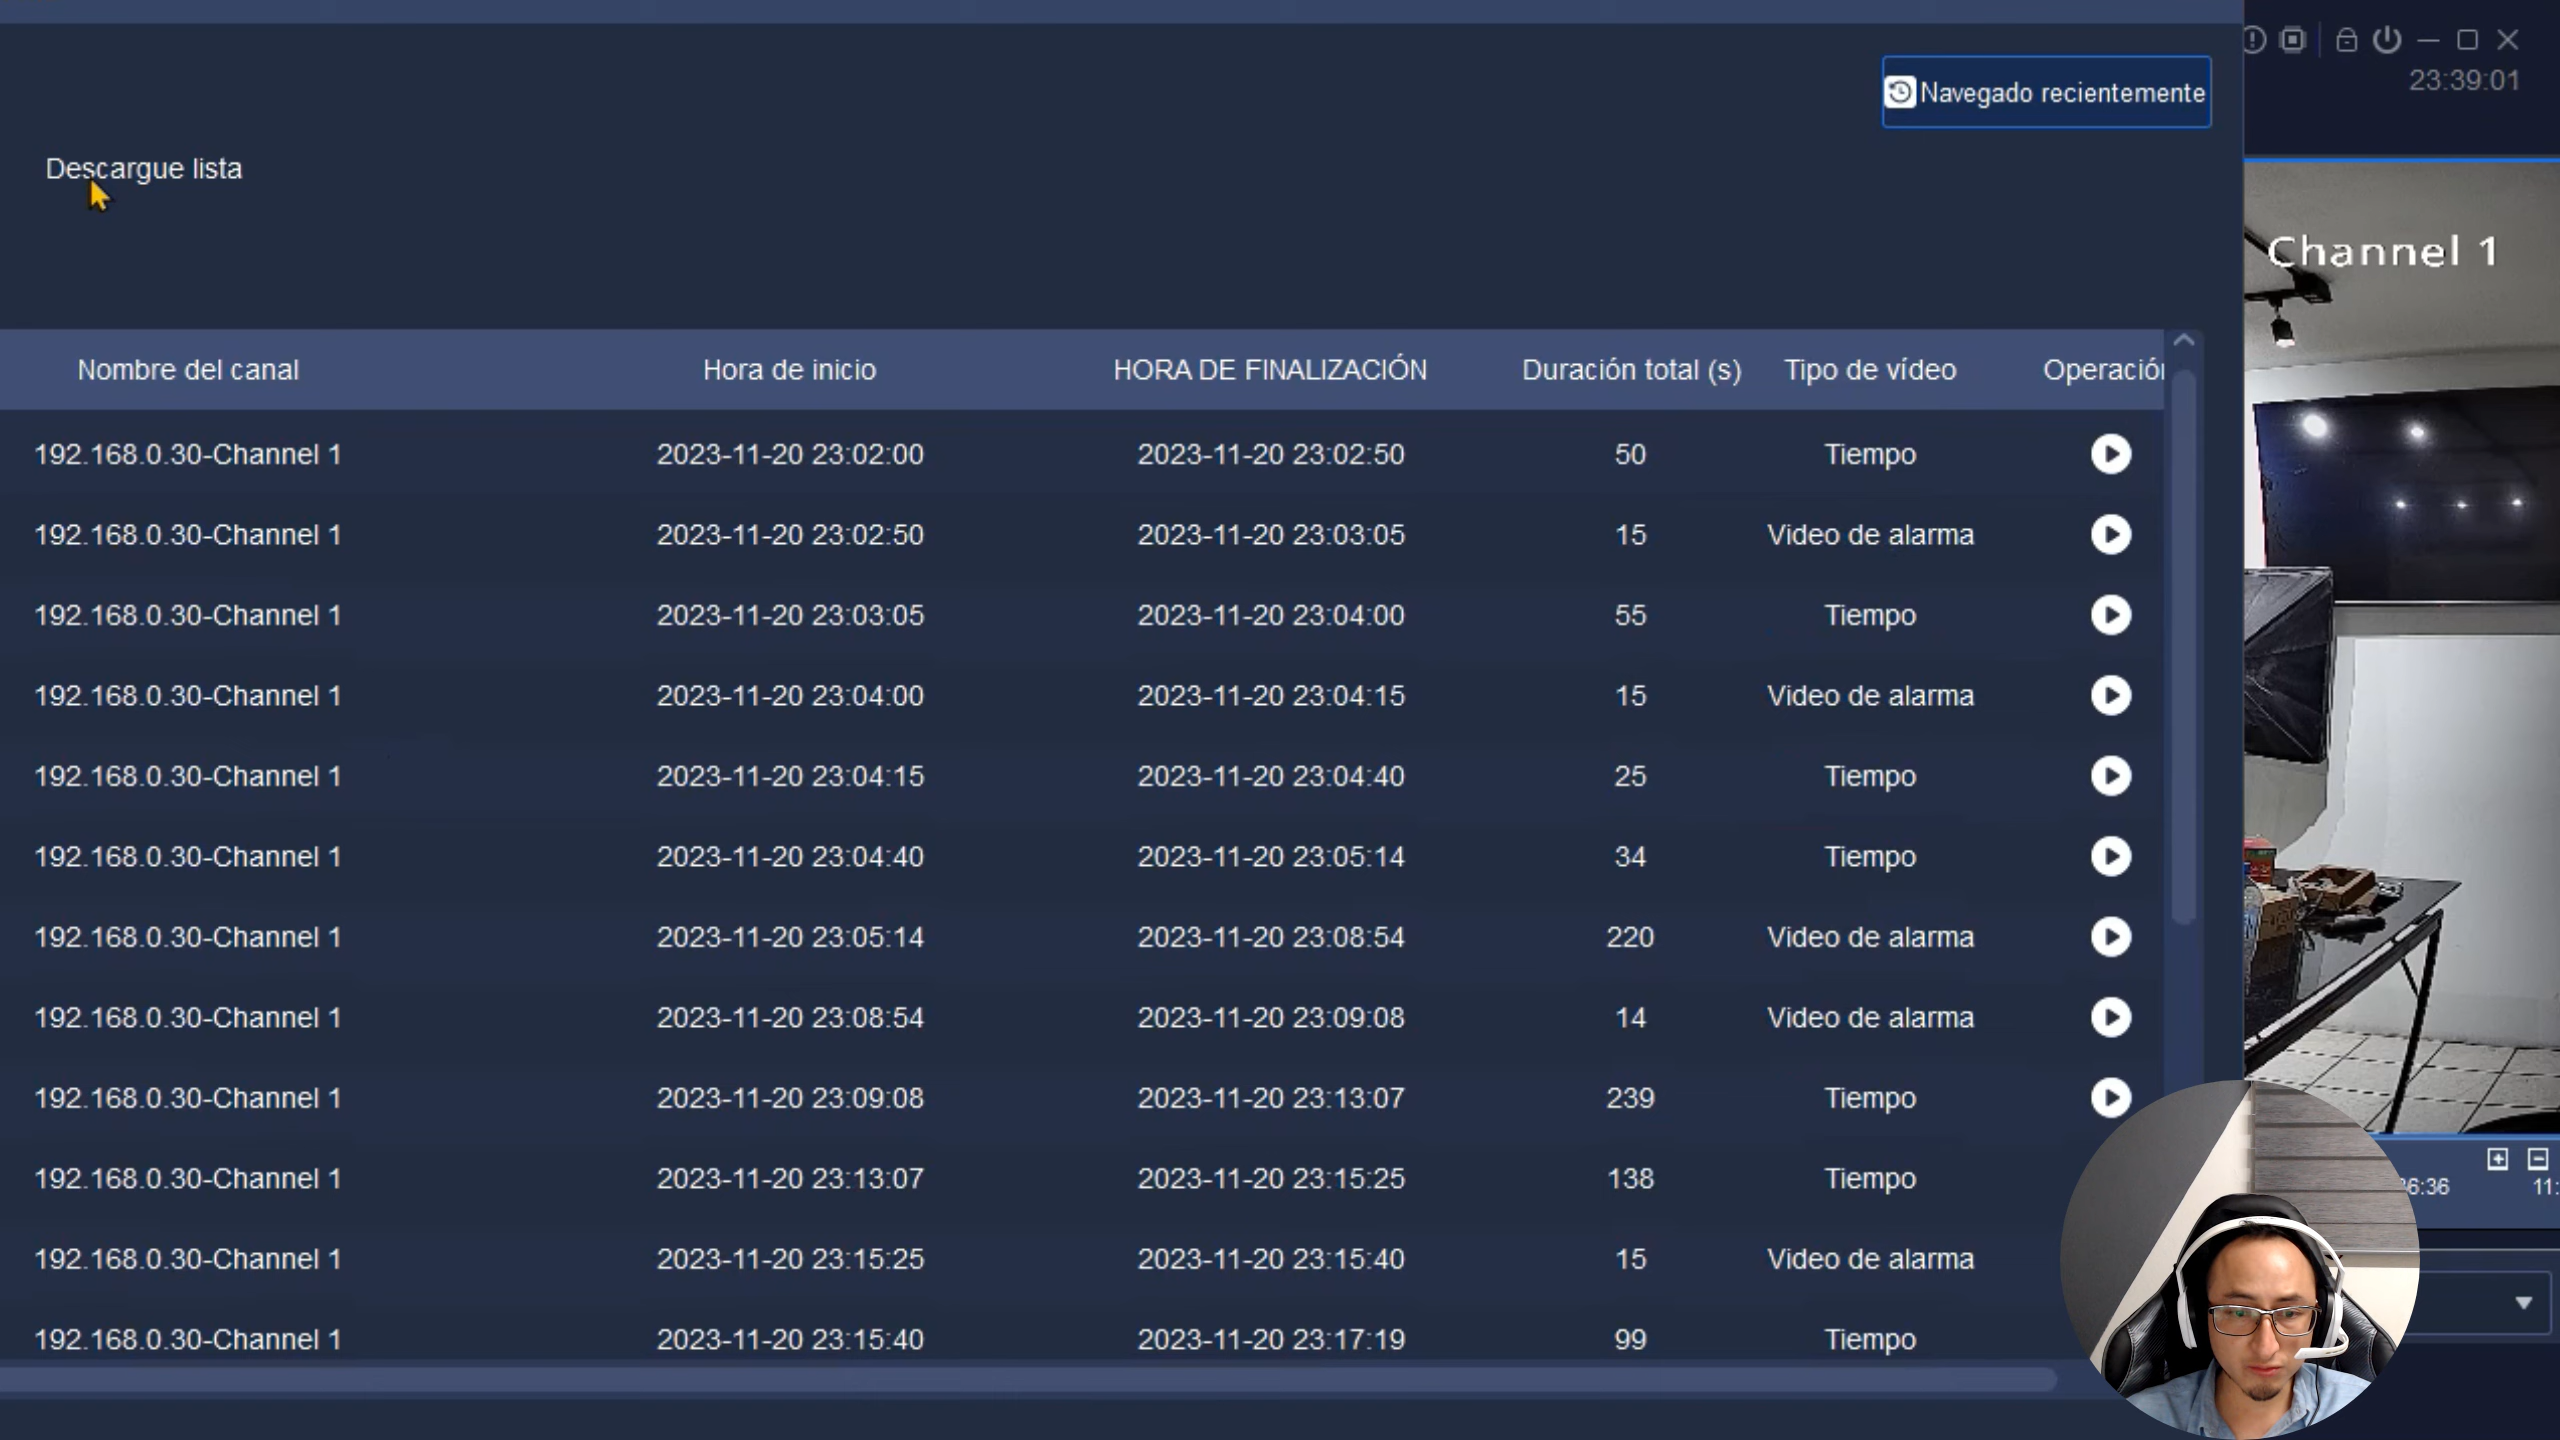 23:39:01
Navegado recientemente
Descargue lista
Channel 1
Nombre del canal Hora de inicio HORA DE FINALIZACIÓN Duración total (s) Tipo de vídeo Operación
192.168.0.30-Channel 1 2023-11-20 23:02:00 2023-11-20 23:02:50 50 Tiempo
192.168.0.30-Channel 1 2023-11-20 23:02:50 2023-11-20 23:03:05 15 Video de alarma
192.168.0.30-Channel 1 2023-11-20 23:03:05 2023-11-20 23:04:00 55 Tiempo
192.168.0.30-Channel 1 2023-11-20 23:04:00 2023-11-20 23:04:15 15 Video de alarma
192.168.0.30-Channel 1 2023-11-20 23:04:15 2023-11-20 23:04:40 25 Tiempo
192.168.0.30-Channel 1 2023-11-20 23:04:40 2023-11-20 23:05:14 34 Tiempo
192.168.0.30-Channel 1 2023-11-20 23:05:14 2023-11-20 23:08:54 220 Video de alarma
192.168.0.30-Channel 1 2023-11-20 23:08:54 2023-11-20 23:09:08 14 Video de alarma
192.168.0.30-Channel 1 2023-11-20 23:09:08 2023-11-20 23:13:07 239 Tiempo
192.168.0.30-Channel 1 2023-11-20 23:13:07 2023-11-20 23:15:25 138 Tiempo
192.168.0.30-Channel 1 2023-11-20 23:15:25 2023-11-20 23:15:40 15 Video de alarma
192.168.0.30-Channel 1 2023-11-20 23:15:40 2023-11-20 23:17:19 99 Tiempo
6:36 11: